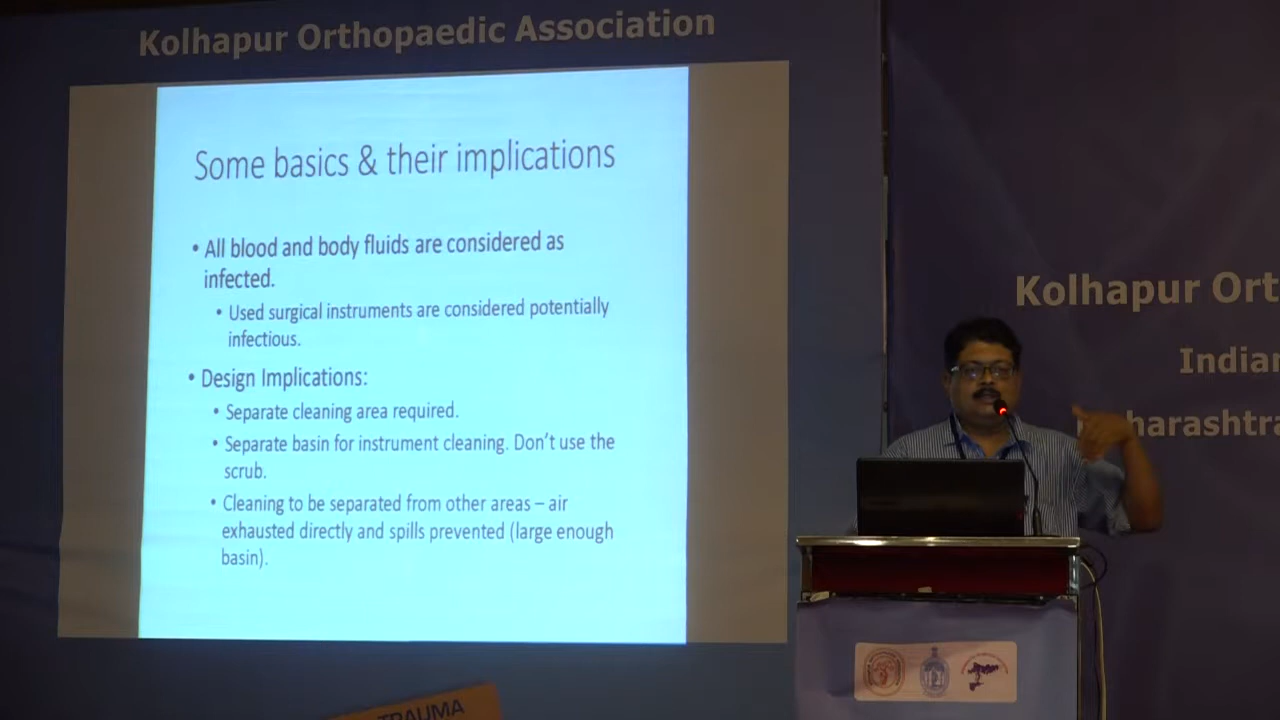 Kolhapur Orthopaedic Association
Some basics & their implications
• All blood and body fluids are considered as
infected.
• Used surgical instruments are considered potentially
infectious.
• Design Implications:
• Separate cleaning area required.
• Separate basin for instrument cleaning. Don't use the
scrub.
• Cleaning to be separated from other areas – air
exhausted directly and spills prevented (large enough
basin).
Kolhapur Ort
Indian
harashtra
TRAUMA